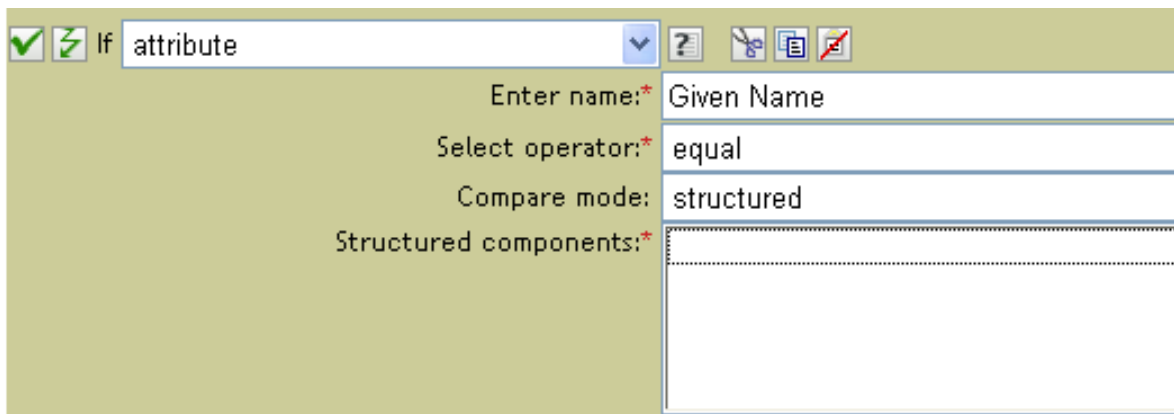 If attribute
Enter name:* Given Name
Select operator:* equal
Compare mode: structured
Structured components:*